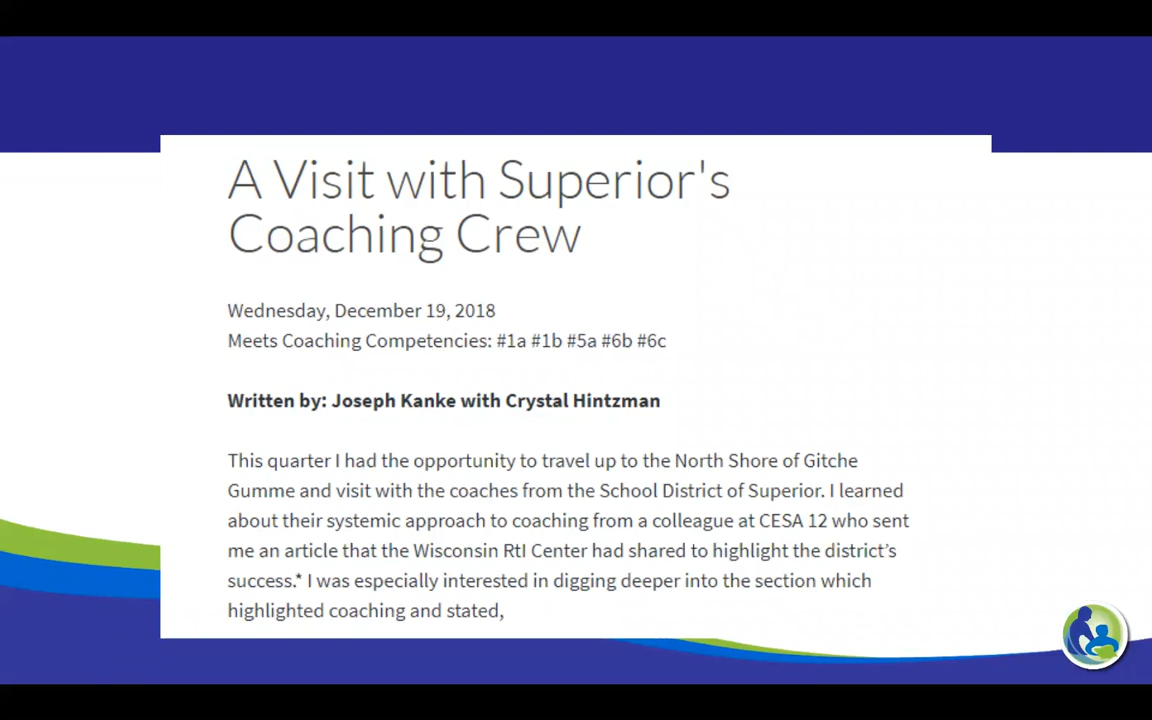 A Visit with Superior's
Coaching Crew
Wednesday, December 19, 2018
Meets Coaching Competencies: #1a #1b #5a #6b #6c
Written by: Joseph Kanke with Crystal Hintzman
This quarter I had the opportunity to travel up to the North Shore of Gitche
Gumme and visit with the coaches from the School District of Superior. I learned
about their systemic approach to coaching from a colleague at CESA 12 who sent
me an article that the Wisconsin RtI Center had shared to highlight the district’s
success.* I was especially interested in digging deeper into the section which
highlighted coaching and stated,